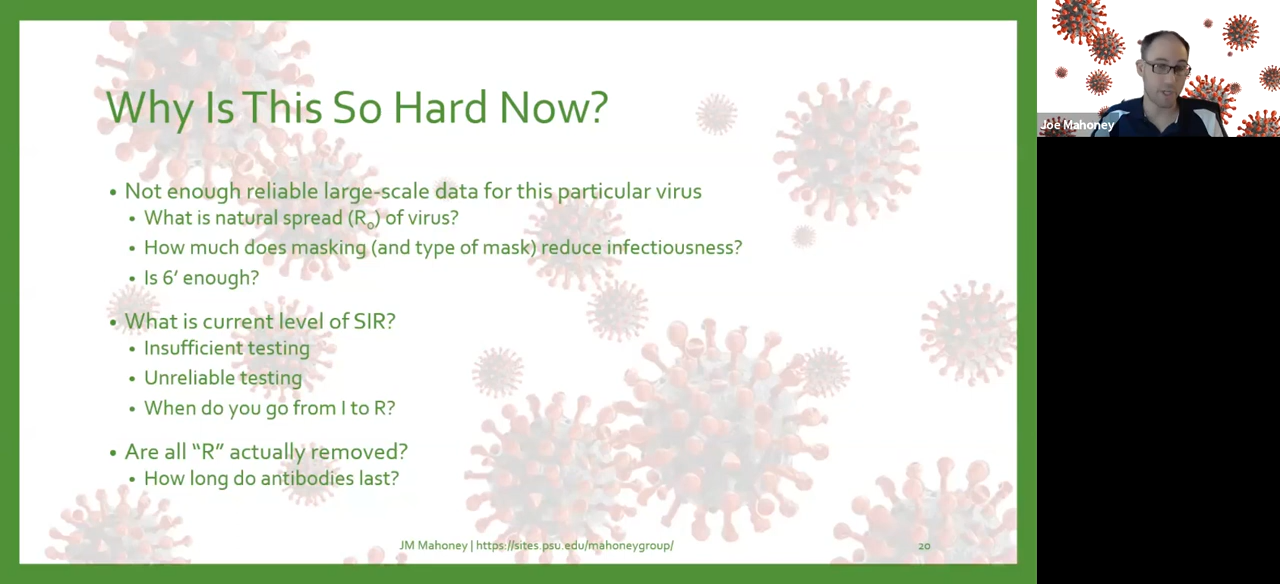 Why Is This So Hard Now?
• Not enough reliable large-scale data for this particular virus
• What is natural spread (R₀) of virus?
• How much does masking (and type of mask) reduce infectiousness?
• Is 6’ enough?
• What is current level of SIR?
• Insufficient testing
• Unreliable testing
• When do you go from I to R?
• Are all “R” actually removed?
• How long do antibodies last?
JM Mahoney | https://sites.psu.edu/mahoneygroup/
20
Joe Mahoney